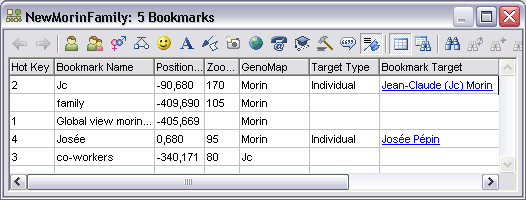 NewMorinFamily: 5 Bookmarks
Hot Key Bookmark Name Position... Zoo... GenoMap Target Type Bookmark Target
2 Jc -90,680 170 Morin Individual Jean-Claude (Jc) Morin
family -409,690 105 Morin
1 Global view morin... -405,669 Morin
4 Josée 0,680 95 Morin Individual Josée Pépin
3 co-workers -340,171 80 Jc